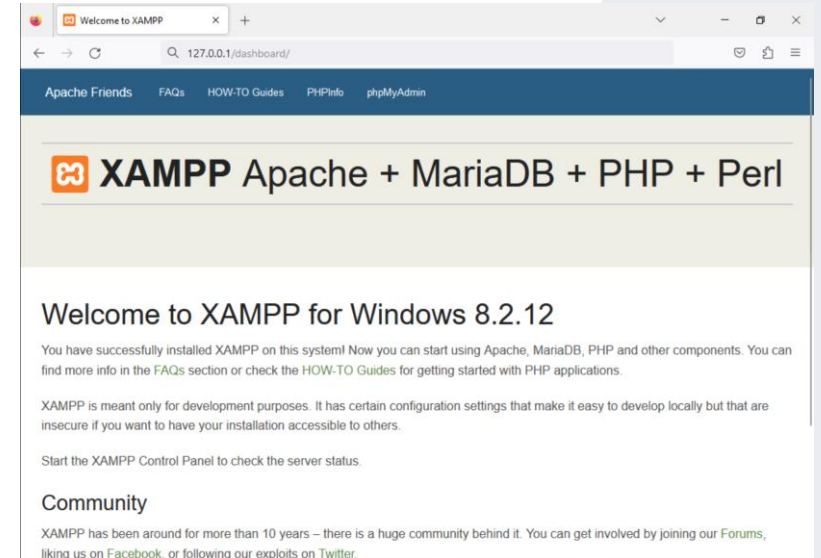 Welcome to XAMPP
127.0.0.1/dashboard/
Apache Friends FAQs HOW-TO Guides PHPInfo phpMyAdmin
XAMPP Apache + MariaDB + PHP + Perl
Welcome to XAMPP for Windows 8.2.12
You have successfully installed XAMPP on this system! Now you can start using Apache, MariaDB, PHP and other components. You can
find more info in the FAQs section or check the HOW-TO Guides for getting started with PHP applications.
XAMPP is meant only for development purposes. It has certain configuration settings that make it easy to develop locally but that are
insecure if you want to have your installation accessible to others.
Start the XAMPP Control Panel to check the server status.
Community
XAMPP has been around for more than 10 years – there is a huge community behind it. You can get involved by joining our Forums,
liking us on Facebook, or following our exploits on Twitter.